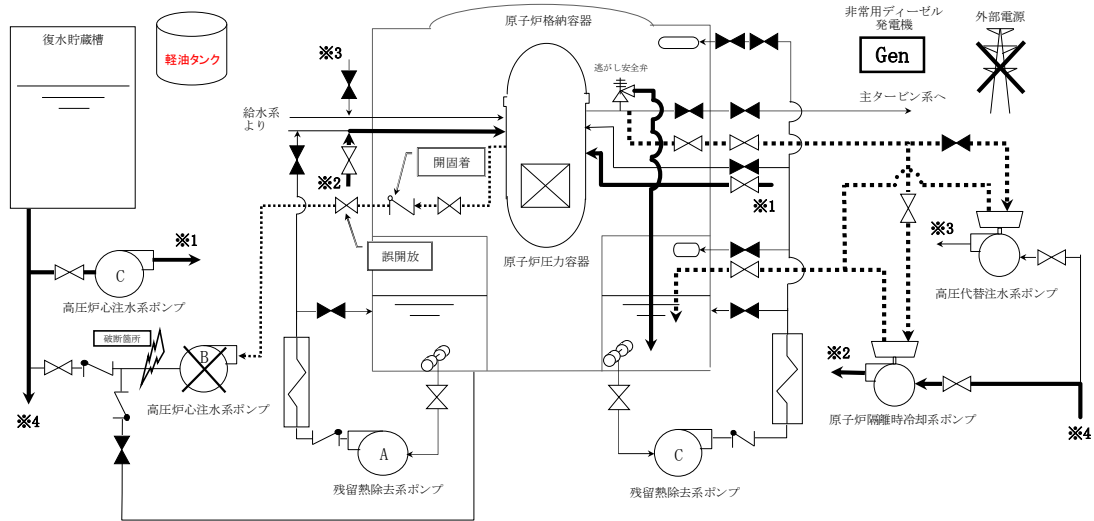 復水貯蔵槽
軽油タンク
原子炉格納容器
非常用ディーゼル
発電機
Gen
外部電源
※3
逃がし安全弁
給水系
より
主タービン系へ
開固着
※2
※1
※1
C
高圧炉心注水系ポンプ
誤開放
原子炉圧力容器
※3
高圧代替注水系ポンプ
破断箇所
B
高圧炉心注水系ポンプ
※2
原子炉隔離時冷却系ポンプ
※4
※4
A
残留熱除去系ポンプ
C
残留熱除去系ポンプ